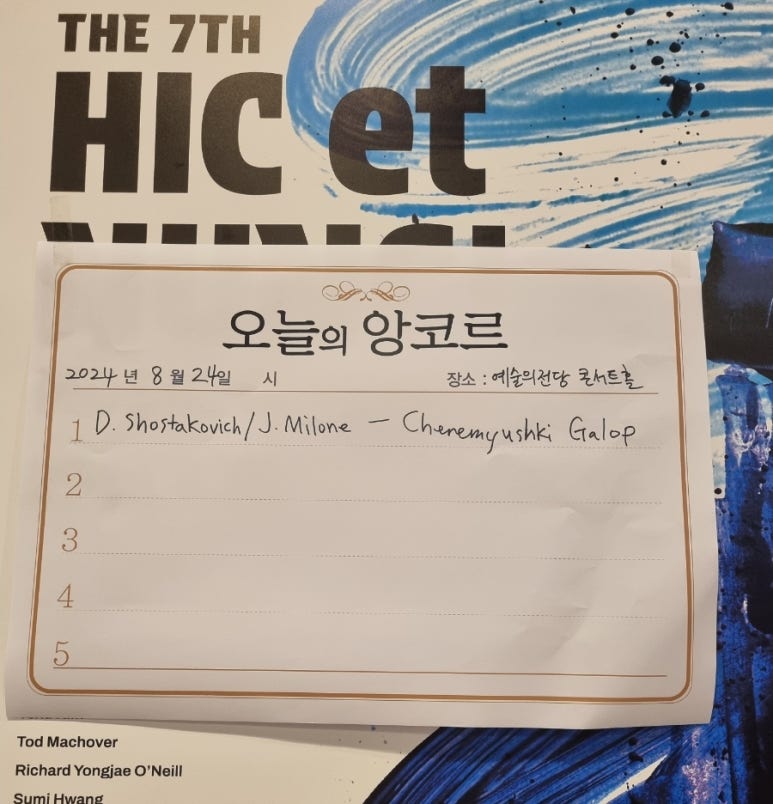 THE 7TH
HIC et
오늘의 앙코르
2024 년 8 월 24일 시 장소 : 예술의전당 콘서트홀
1 D. Shostakovich/J. Milone — Cheremyushki Galop
2
3
4
5
Tod Machover
Richard Yongjae O'Neill
Sumi Hwang